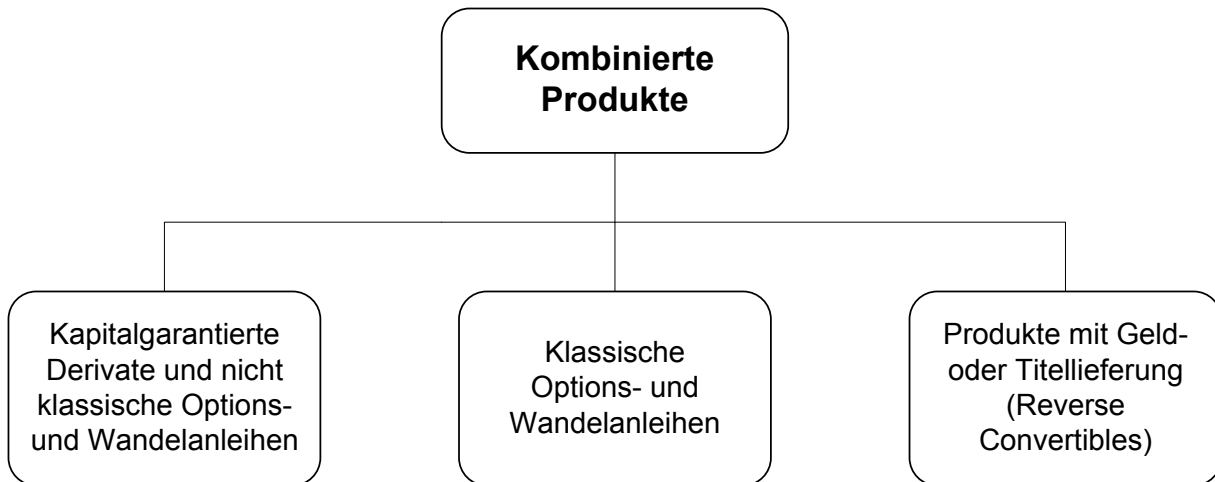 Kombinierte
Produkte
Kapitalgarantierte
Derivate und nicht
klassische Options-
und Wandelanleihen
Klassische
Options- und
Wandelanleihen
Produkte mit Geld-
oder Titellieferung
(Reverse
Convertibles)